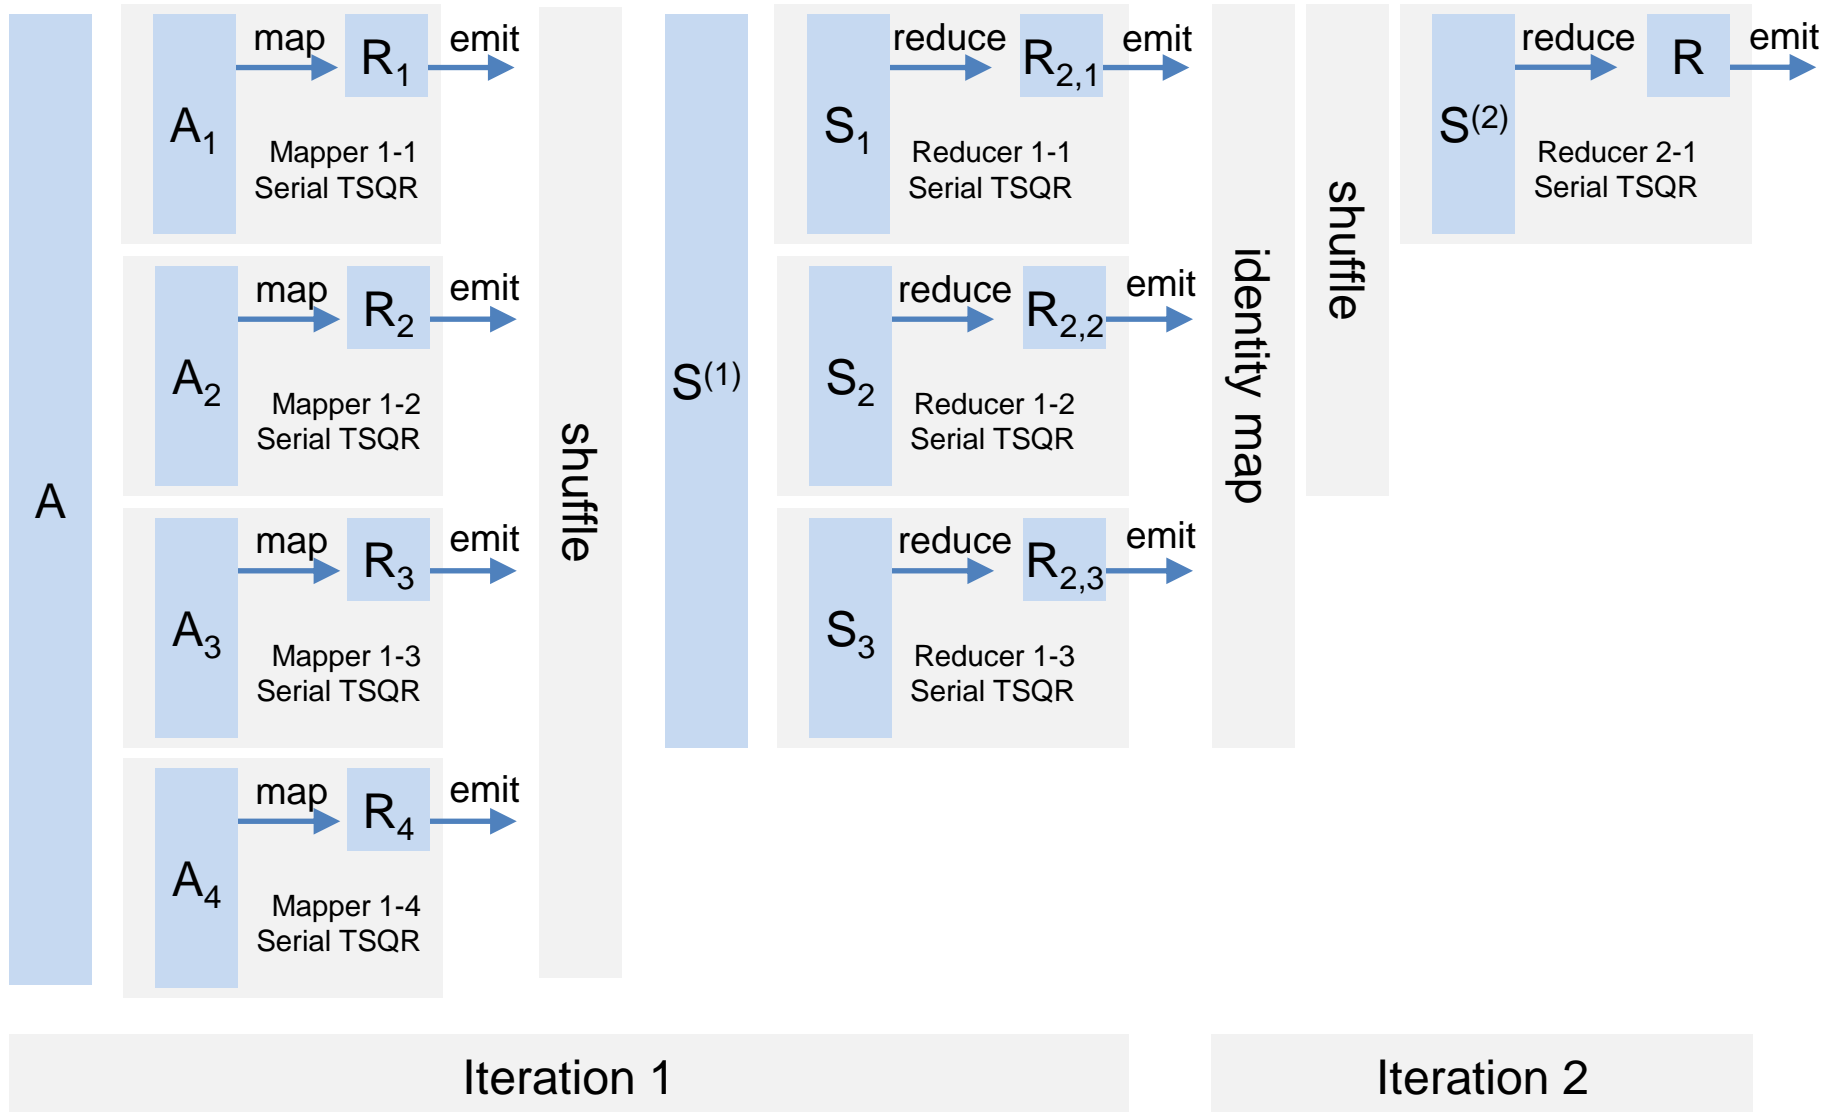 A
A1
map
R1
emit
Mapper 1-1
Serial TSQR
A2
map
R2
emit
Mapper 1-2
Serial TSQR
A3
map
R3
emit
Mapper 1-3
Serial TSQR
A4
map
R4
emit
Mapper 1-4
Serial TSQR
shuffle
S(1)
S1
reduce
R2,1
emit
Reducer 1-1
Serial TSQR
S2
reduce
R2,2
emit
Reducer 1-2
Serial TSQR
S3
reduce
R2,3
emit
Reducer 1-3
Serial TSQR
identity map
shuffle
S(2)
reduce
R
emit
Reducer 2-1
Serial TSQR
Iteration 1
Iteration 2